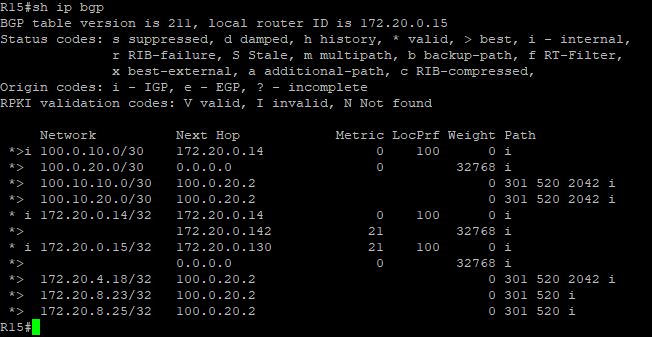 R15#sh ip bgp
BGP table version is 211, local router ID is 172.20.0.15
Status codes: s suppressed, d damped, h history, * valid, > best, i - internal,
              r RIB-failure, S Stale, m multipath, b backup-path, f RT-Filter,
              x best-external, a additional-path, c RIB-compressed,
Origin codes: i - IGP, e - EGP, ? - incomplete
RPKI validation codes: V valid, I invalid, N Not found

     Network          Next Hop            Metric LocPrf Weight Path
 *>i 100.0.10.0/30    172.20.0.14              0    100      0 i
 *>  100.0.20.0/30    0.0.0.0                  0         32768 i
 *>  100.10.10.0/30   100.0.20.2                             0 301 520 2042 i
 *>  100.10.20.0/30   100.0.20.2                             0 301 520 2042 i
 * i 172.20.0.14/32   172.20.0.14              0    100      0 i
 *>                   172.20.0.142            21         32768 i
 * i 172.20.0.15/32   172.20.0.130            21    100      0 i
 *>                   0.0.0.0                  0         32768 i
 *>  172.20.4.18/32   100.0.20.2                             0 301 520 2042 i
 *>  172.20.8.23/32   100.0.20.2                             0 301 520 i
 *>  172.20.8.25/32   100.0.20.2                             0 301 520 i
R15#